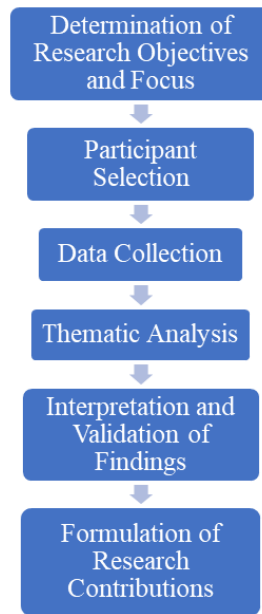 Determination of
Research Objectives
and Focus
Participant
Selection
Data Collection
Thematic Analysis
Interpretation and
Validation of
Findings
Formulation of
Research
Contributions